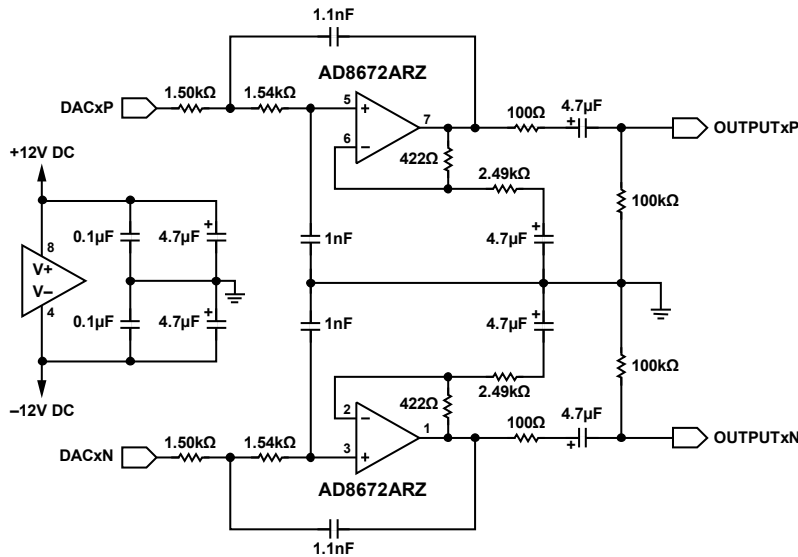 1.1nF
AD8672ARZ
DACxP
1.50kΩ
1.54kΩ
5
+
7
6
–
422Ω
100Ω
4.7µF
+
OUTPUTxP
2.49kΩ
100kΩ
+12V DC
0.1µF
4.7µF
+
8
V+
V–
4
0.1µF
4.7µF
+
–12V DC
1nF
4.7µF
+
1nF
4.7µF
+
100kΩ
2.49kΩ
422Ω
2
–
3
+
1
100Ω
4.7µF
+
OUTPUTxN
DACxN
1.50kΩ
1.54kΩ
AD8672ARZ
1.1nF